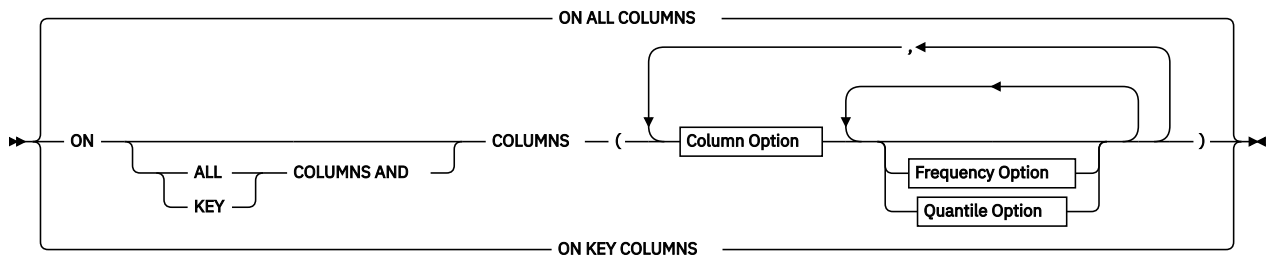 ON ALL COLUMNS
,
ON COLUMNS ( Column Option )
ALL COLUMNS AND
Frequency Option
KEY
Quantile Option
ON KEY COLUMNS